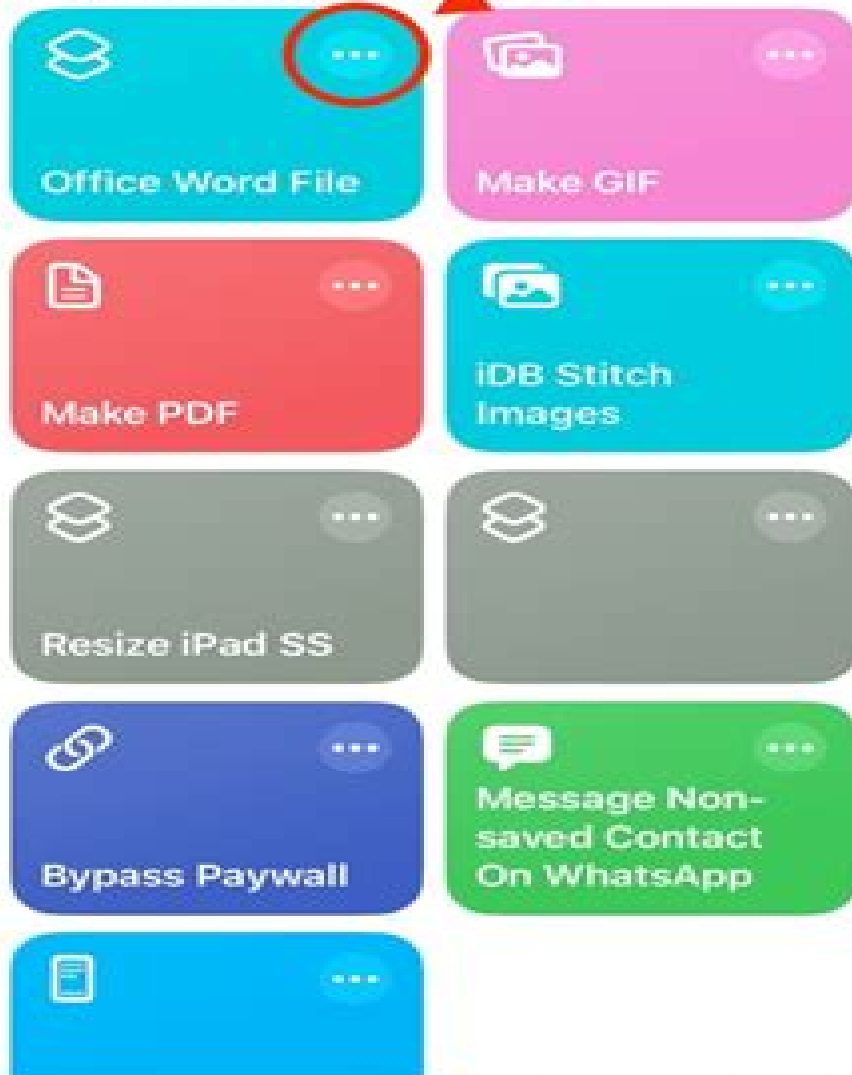 Office Word File
Make GIF
Make PDF
iDB Stitch
Images
Resize iPad SS
Bypass Paywall
Message Non-
saved Contact
On WhatsApp